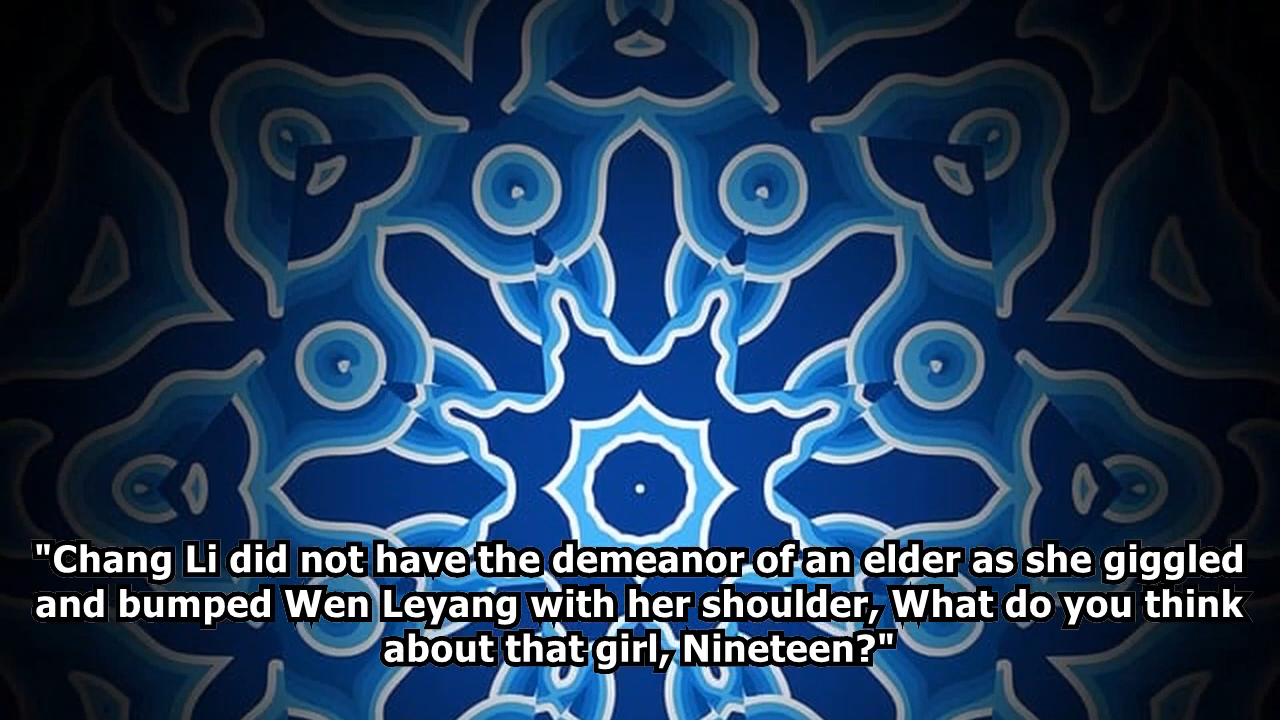 "Chang Li did not have the demeanor of an elder as she giggled
and bumped Wen Leyang with her shoulder, What do you think
about that girl, Nineteen?"